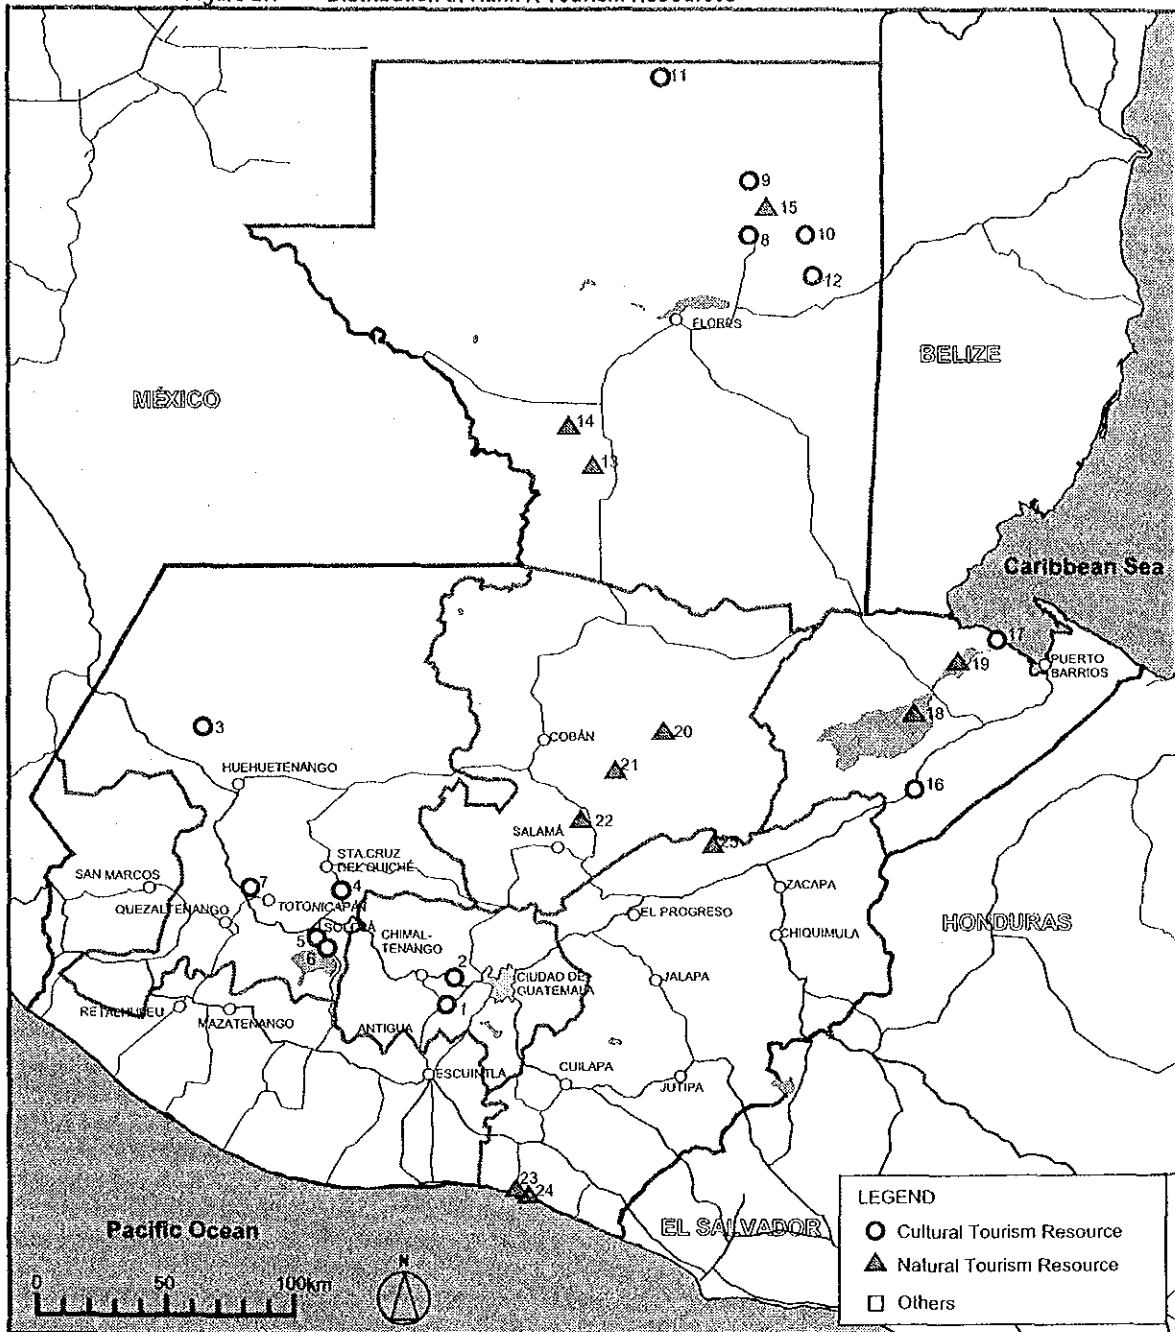 11
9
15
8
10
12
FLORES
BELIZE
MÉXICO
14
13
Caribbean Sea
17
19
PUERTO
BARRIOS
18
3
20
COBÁN
21
HUEHUETENANGO
16
22
SALAMÁ
25
STA.CRUZ
DEL QUICHÉ
SAN MARCOS
7
4
ZACAPA
TOTONICAPÁN
QUEZALTENANGO
EL PROGRESO
HONDURAS
SOLOLÁ
5
CHIMAL-
TENANGO
CHIQUIMULA
6
2
CIUDAD DE
GUATEMALA
JALAPA
1
RETALHULEU
MAZATENANGO
ANTIGUA
ESCUINTLA
CUILAPA
JUTIPA
23
24
LEGEND
Cultural Tourism Resource
Natural Tourism Resource
Others
EL SALVADOR
Pacific Ocean
N
0 50 100km